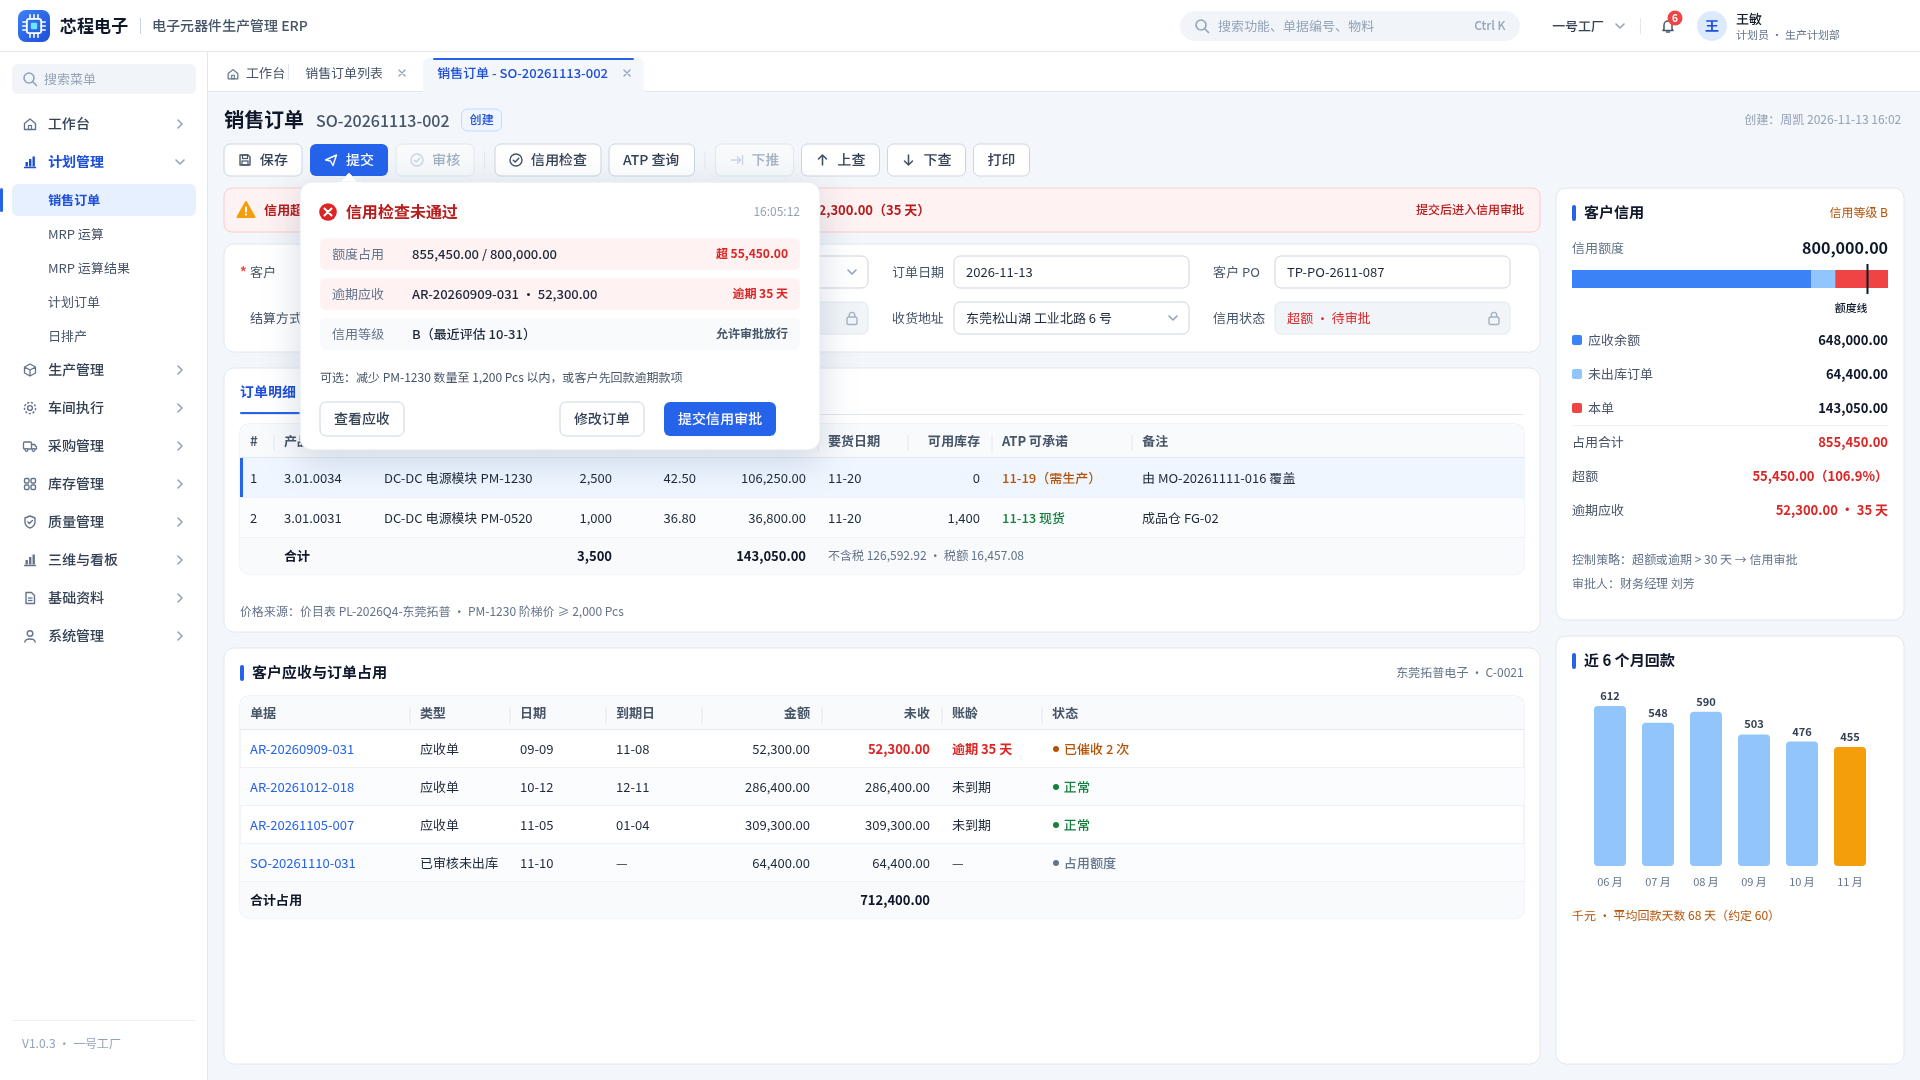 芯程电子 电子元器件生产管理 ERP 搜索功能、单据编号、物料 Ctrl K 一号工厂 6 王 王敏
计划员 · 生产计划部
搜索菜单
工作台
计划管理
销售订单
MRP 运算
MRP 运算结果
计划订单
日排产
生产管理
车间执行
采购管理
库存管理
质量管理
三维与看板
基础资料
系统管理
V1.0.3 · 一号工厂
工作台 销售订单列表 销售订单 - SO-20261113-002
销售订单 SO-20261113-002 创建 创建：周凯 2026-11-13 16:02
保存 提交 审核 信用检查 ATP 查询 下推 上查 下查 打印
信用超 2,300.00（35 天） 提交后进入信用审批
* 客户 订单日期 2026-11-13 客户 PO TP-PO-2611-087
结算方式 收货地址 东莞松山湖 工业北路 6 号 信用状态 超额 · 待审批
信用检查未通过 16:05:12
额度占用 855,450.00 / 800,000.00 超 55,450.00
逾期应收 AR-20260909-031 · 52,300.00 逾期 35 天
信用等级 B（最近评估 10-31） 允许审批放行
可选：减少 PM-1230 数量至 1,200 Pcs 以内，或客户先回款逾期款项
查看应收 修改订单 提交信用审批
订单明细
# 要货日期 可用库存 ATP 可承诺 备注
1 3.01.0034 DC-DC 电源模块 PM-1230 2,500 42.50 106,250.00 11-20 0 11-19（需生产） 由 MO-20261111-016 覆盖
2 3.01.0031 DC-DC 电源模块 PM-0520 1,000 36.80 36,800.00 11-20 1,400 11-13 现货 成品仓 FG-02
合计 3,500 143,050.00 不含税 126,592.92 · 税额 16,457.08
价格来源：价目表 PL-2026Q4-东莞拓普 · PM-1230 阶梯价 ≥ 2,000 Pcs
客户应收与订单占用 东莞拓普电子 · C-0021
单据 类型 日期 到期日 金额 未收 账龄 状态
AR-20260909-031 应收单 09-09 11-08 52,300.00 52,300.00 逾期 35 天 已催收 2 次
AR-20261012-018 应收单 10-12 12-11 286,400.00 286,400.00 未到期 正常
AR-20261105-007 应收单 11-05 01-04 309,300.00 309,300.00 未到期 正常
SO-20261110-031 已审核未出库 11-10 — 64,400.00 64,400.00 — 占用额度
合计占用 712,400.00
客户信用 信用等级 B
信用额度 800,000.00
额度线
应收余额 648,000.00
未出库订单 64,400.00
本单 143,050.00
占用合计 855,450.00
超额 55,450.00（106.9%）
逾期应收 52,300.00 · 35 天
控制策略：超额或逾期 > 30 天 → 信用审批
审批人：财务经理 刘芳
近 6 个月回款
612 548 590 503 476 455
06 月 07 月 08 月 09 月 10 月 11 月
千元 · 平均回款天数 68 天（约定 60）